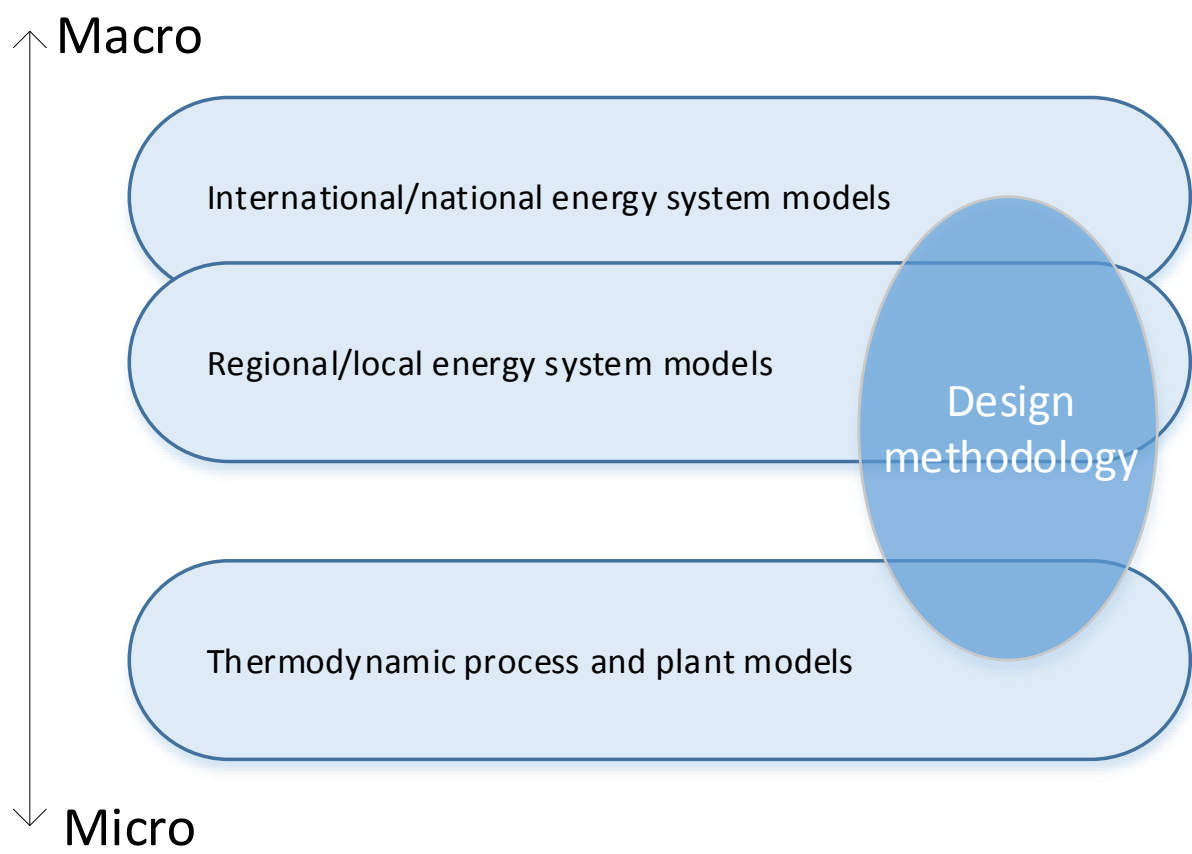 Macro
International/national energy system models
Regional/local energy system models
Design
methodology
Thermodynamic process and plant models
Micro